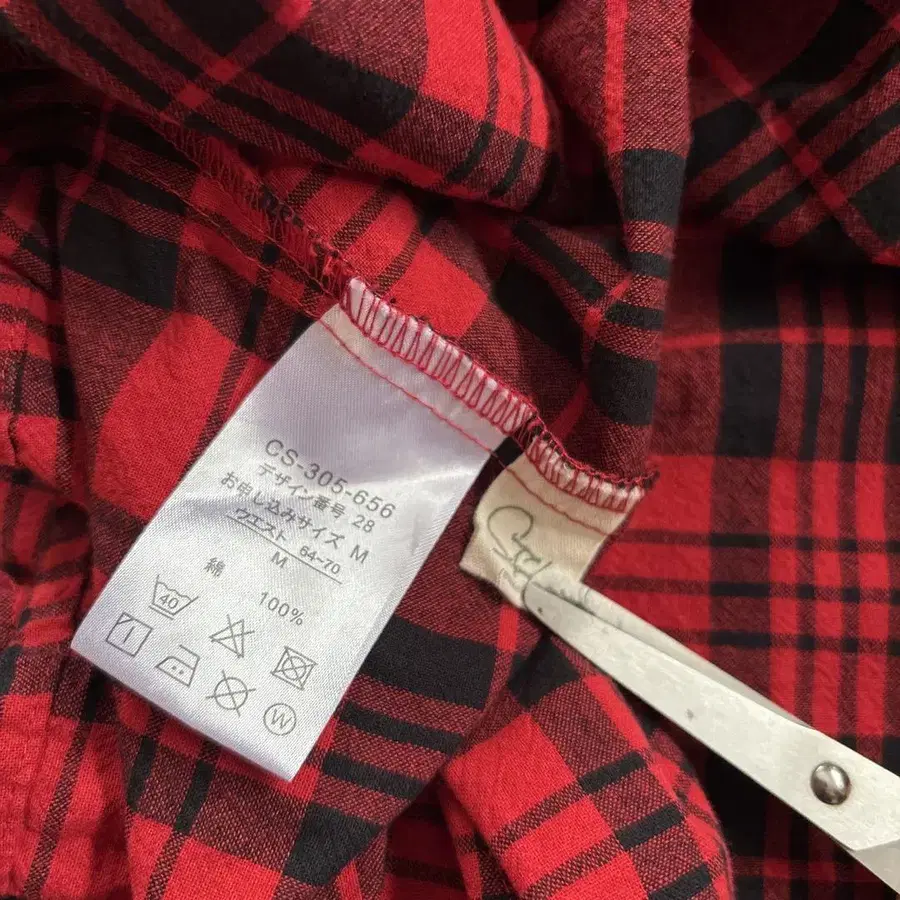 CS-305-656
デザイン番号 28
お申し込みサイズ M
ウエスト 64~70
M
綿 100%
40
W